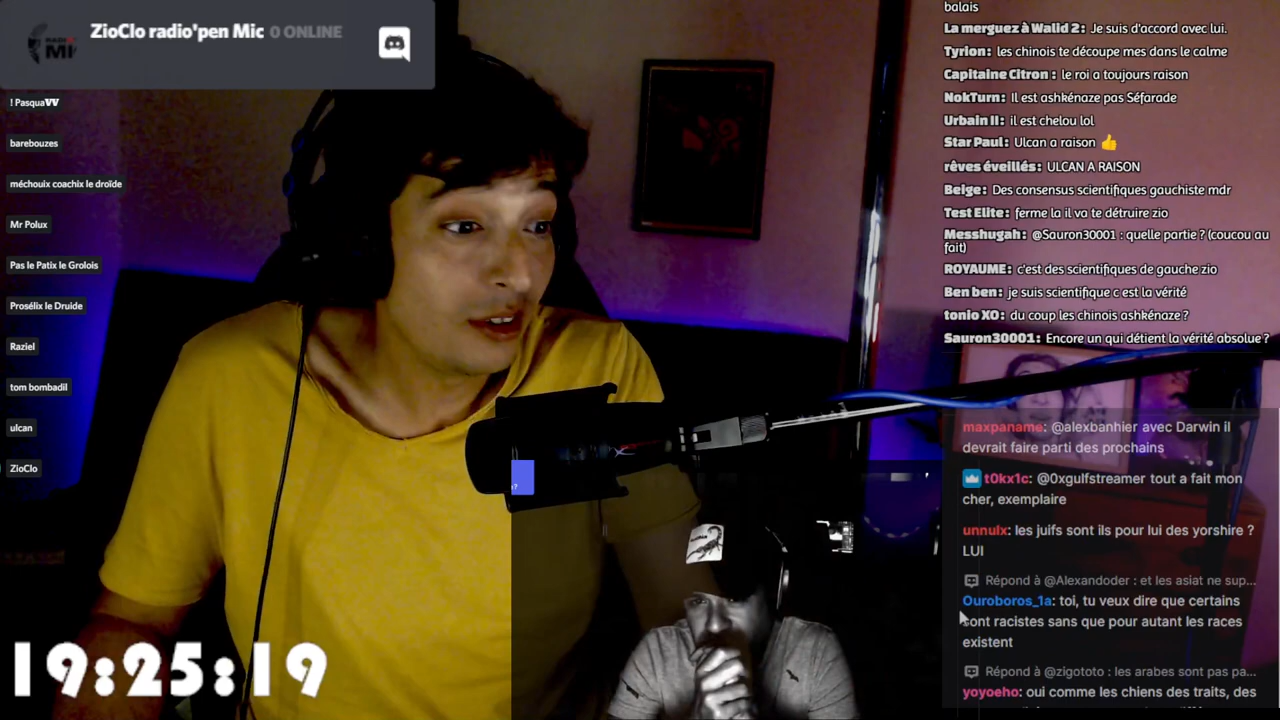 ZioClo radio'pen Mic 0 ONLINE
MI
! PasquaVV
barebouzes
méchouix coachix le droïde
Mr Polux
Pas le Patix le Grolois
Prosélix le Druide
Raziel
tom bombadil
ulcan
ZioClo
19:25:19
balais
La merguez à Walid 2: Je suis d'accord avec lui.
Tyrion: les chinois te découpe mes dans le calme
Capitaine Citron : le roi a toujours raison
NokTurn: Il est ashkénaze pas Séfarade
Urbain II: il est chelou lol
Star Paul: Ulcan a raison 👍
rêves éveillés: ULCAN A RAISON
Beige: Des consensus scientifiques gauchiste mdr
Test Elite: ferme la il va te détruire zio
Messhugah: @Sauron30001 : quelle partie ? (coucou au
fait)
ROYAUME: c'est des scientifiques de gauche zio
Ben ben: je suis scientifique c est la vérité
tonio XO: du coup les chinois ashkénaze ?
Sauron30001: Encore un qui détient la vérité absolue ?
maxpaname: @alexbanhier avec Darwin il
devrait faire parti des prochains
t0kx1c: @0xgulfstreamer tout a fait mon
cher, exemplaire
unnulx: les juifs sont ils pour lui des yorshire ?
LUI
Répond à @Alexandoder : et les asiat ne sup...
Ouroboros_1a: toi, tu veux dire que certains
sont racistes sans que pour autant les races
existent
Répond à @zigototo : les arabes sont pas pa...
yoyoeho: oui comme les chiens des traits, des